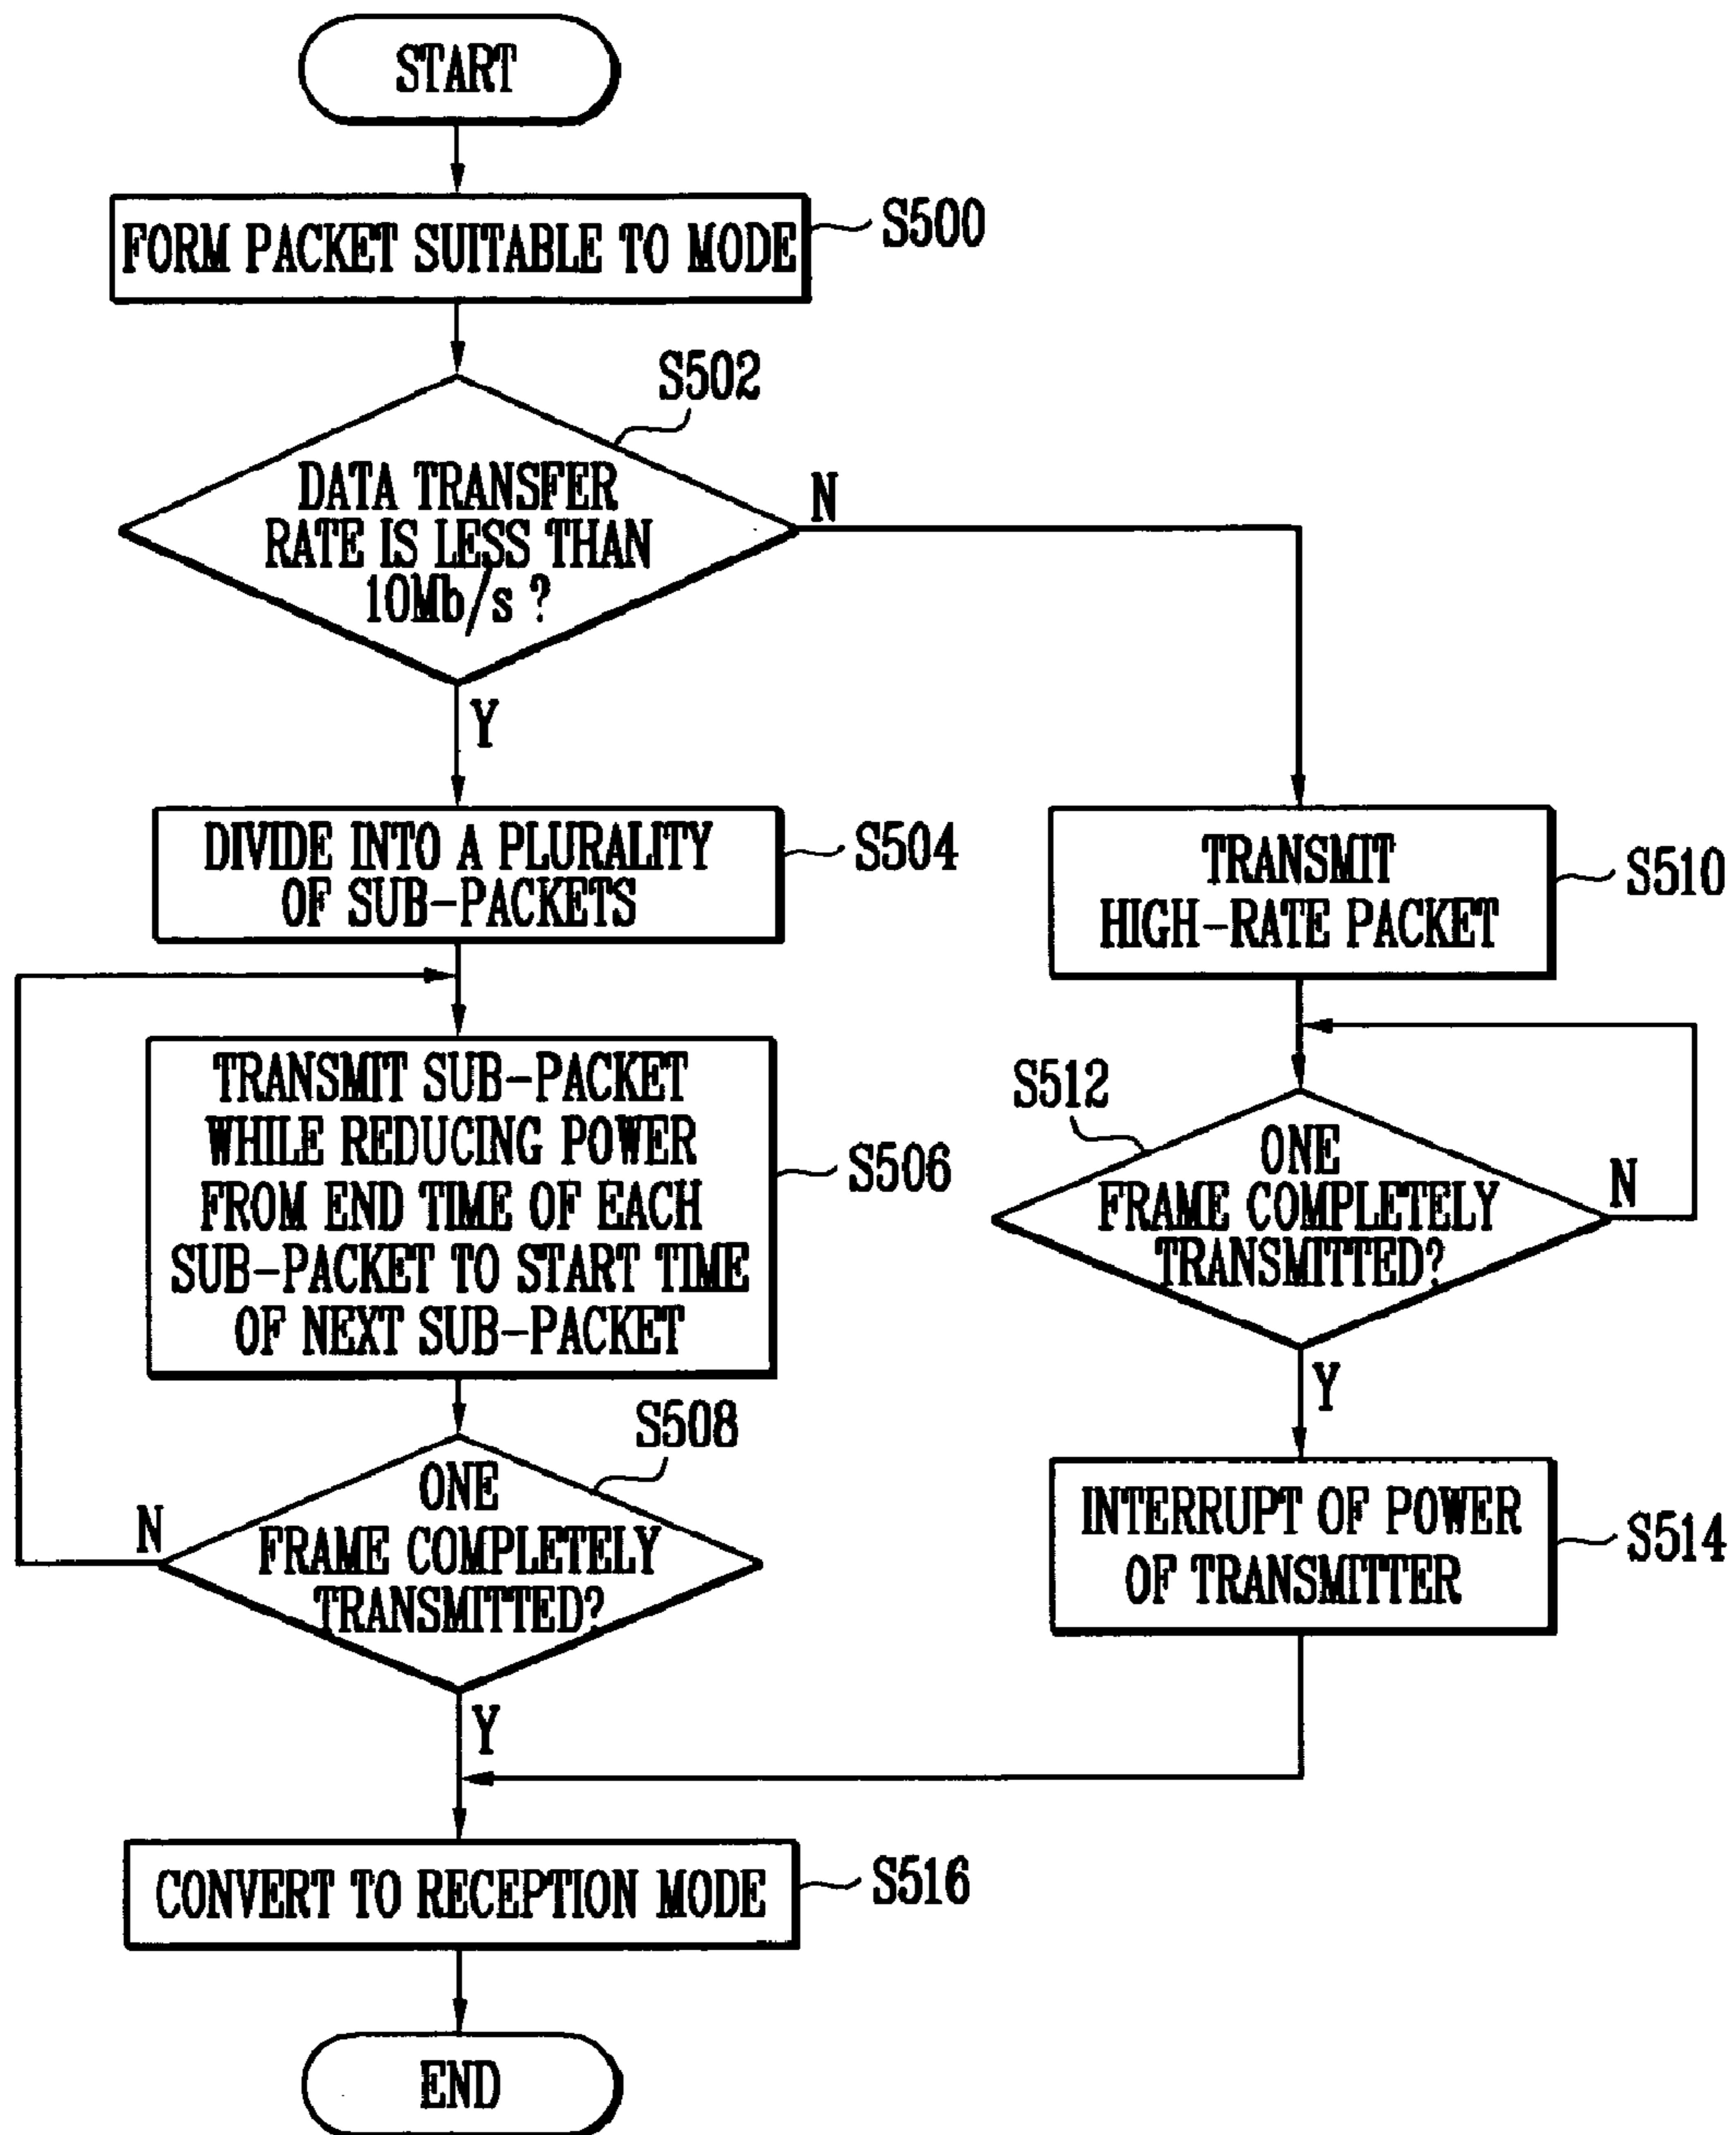 START
FORM PACKET SUITABLE TO MODE
S500
S502
DATA TRANSFER
RATE IS LESS THAN
10Mb/s ?
N
Y
DIVIDE INTO A PLURALITY
OF SUB-PACKETS
S504
TRANSMIT
HIGH-RATE PACKET
S510
TRANSMIT SUB-PACKET
WHILE REDUCING POWER
FROM END TIME OF EACH
SUB-PACKET TO START TIME
OF NEXT SUB-PACKET
S506
S512
ONE
FRAME COMPLETELY
TRANSMITTED?
N
Y
S508
ONE
FRAME COMPLETELY
TRANSMITTED?
N
Y
INTERRUPT OF POWER
OF TRANSMITTER
S514
CONVERT TO RECEPTION MODE
S516
END